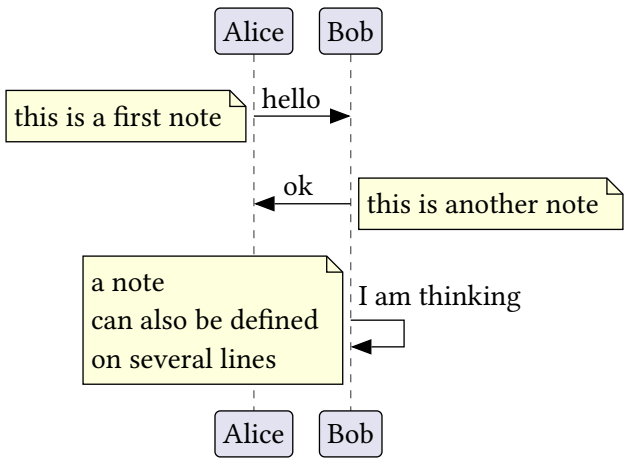 Alice
Bob
this is a first note
hello
ok
this is another note
a note
can also be defined
on several lines
I am thinking
Alice
Bob